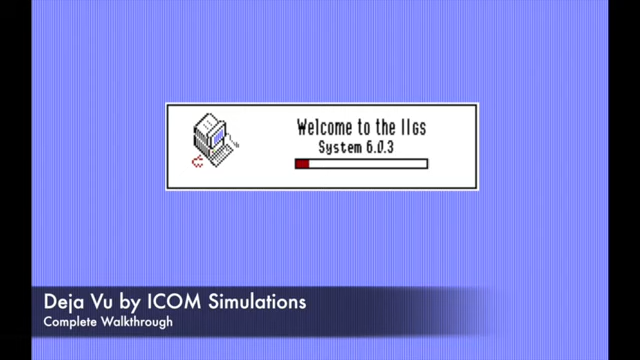 Welcome to the IIGS
System 6.0.3
Deja Vu by ICOM Simulations
Complete Walkthrough